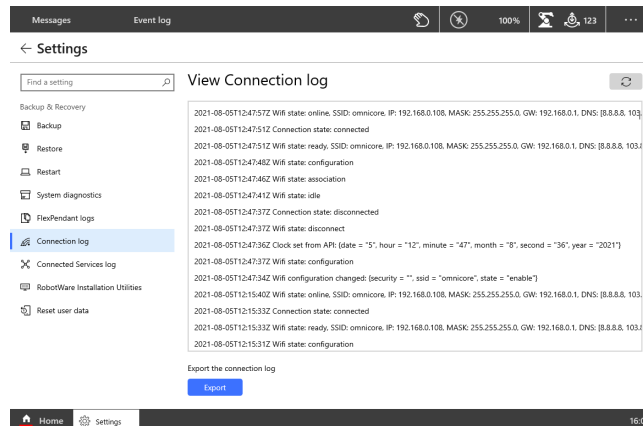 Messages
Event log
100%
123
...
← Settings
Find a setting
View Connection log
Backup & Recovery
Backup
Restore
Restart
System diagnostics
FlexPendant logs
Connection log
Connected Services log
RobotWare Installation Utilities
Reset user data
2021-08-05T12:47:57Z Wifi state: online, SSID: omnicore, IP: 192.168.0.108, MASK: 255.255.255.0, GW: 192.168.0.1, DNS: [8.8.8.8, 103.
2021-08-05T12:47:51Z Connection state: connected
2021-08-05T12:47:51Z Wifi state: ready, SSID: omnicore, IP: 192.168.0.108, MASK: 255.255.255.0, GW: 192.168.0.1, DNS: [8.8.8.8, 103.8
2021-08-05T12:47:48Z Wifi state: configuration
2021-08-05T12:47:46Z Wifi state: association
2021-08-05T12:47:41Z Wifi state: idle
2021-08-05T12:47:37Z Connection state: disconnected
2021-08-05T12:47:37Z Wifi state: disconnect
2021-08-05T12:47:36Z Clock set from API: {date = "5", hour = "12", minute = "47", month = "8", second = "36", year = "2021"}
2021-08-05T12:47:37Z Wifi state: configuration
2021-08-05T12:47:34Z Wifi configuration changed: {security = "", ssid = "omnicore", state = "enable"}
2021-08-05T12:15:40Z Wifi state: online, SSID: omnicore, IP: 192.168.0.108, MASK: 255.255.255.0, GW: 192.168.0.1, DNS: [8.8.8.8, 103.
2021-08-05T12:15:33Z Connection state: connected
2021-08-05T12:15:33Z Wifi state: ready, SSID: omnicore, IP: 192.168.0.108, MASK: 255.255.255.0, GW: 192.168.0.1, DNS: [8.8.8.8, 103.8
2021-08-05T12:15:31Z Wifi state: configuration
Export the connection log
Export
Home
Settings